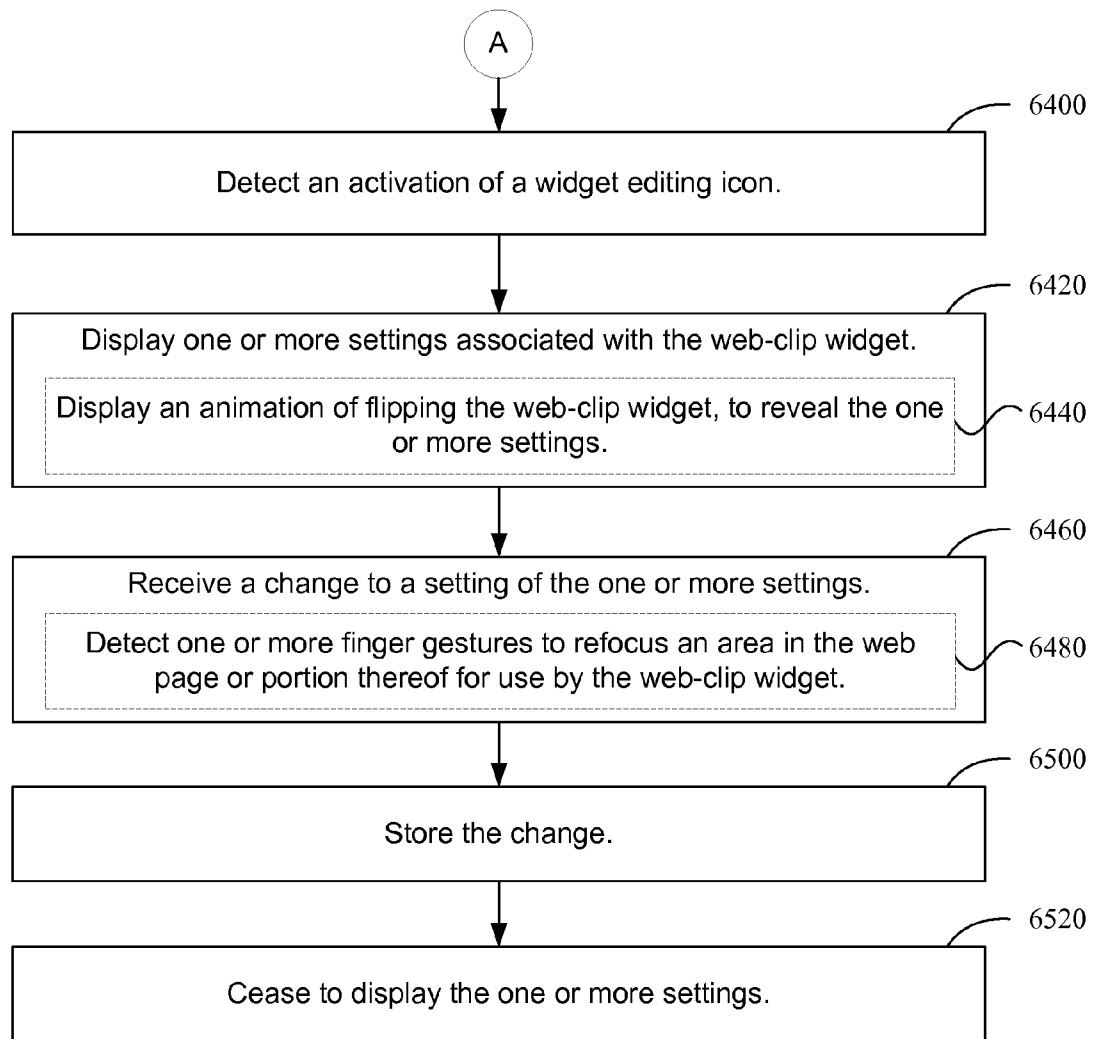 A
6400
Detect an activation of a widget editing icon.
6420
Display one or more settings associated with the web-clip widget.
Display an animation of flipping the web-clip widget, to reveal the one
or more settings.
6440
6460
Receive a change to a setting of the one or more settings.
Detect one or more finger gestures to refocus an area in the web
page or portion thereof for use by the web-clip widget.
6480
6500
Store the change.
6520
Cease to display the one or more settings.